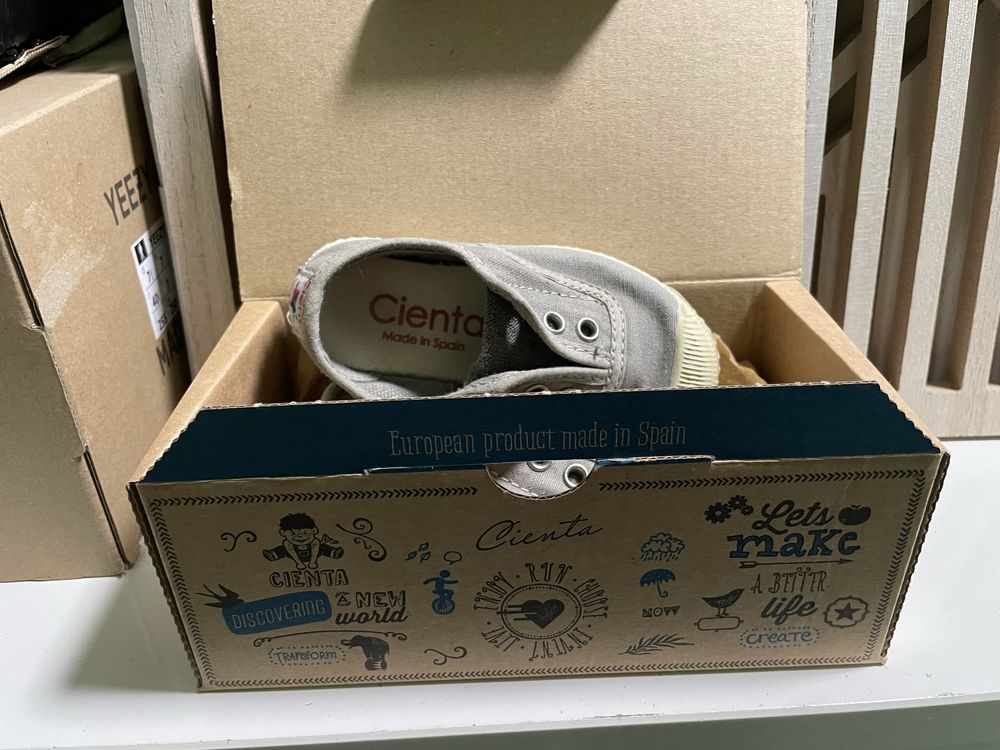 YEEZY
Cienta
Made in Spain
European product made in Spain
Cienta
Lets
make
CIENTA
A BETTER
life
DISCOVERING
A NEW
world
TRANSFORM
create